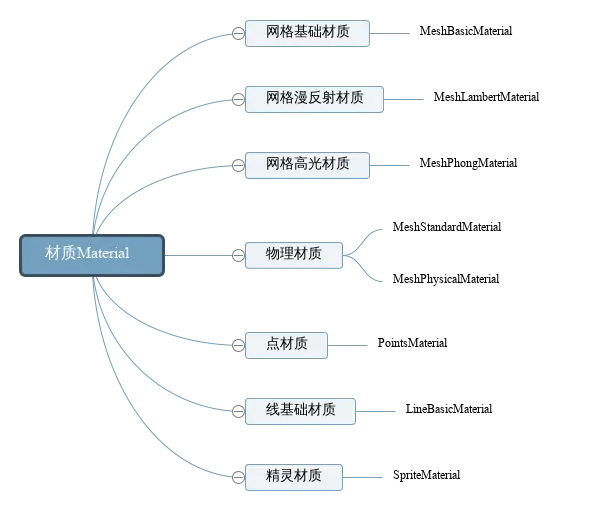 网格基础材质
MeshBasicMaterial
网格漫反射材质
MeshLambertMaterial
网格高光材质
MeshPhongMaterial
材质Material
物理材质
MeshStandardMaterial
MeshPhysicalMaterial
点材质
PointsMaterial
线基础材质
LineBasicMaterial
精灵材质
SpriteMaterial